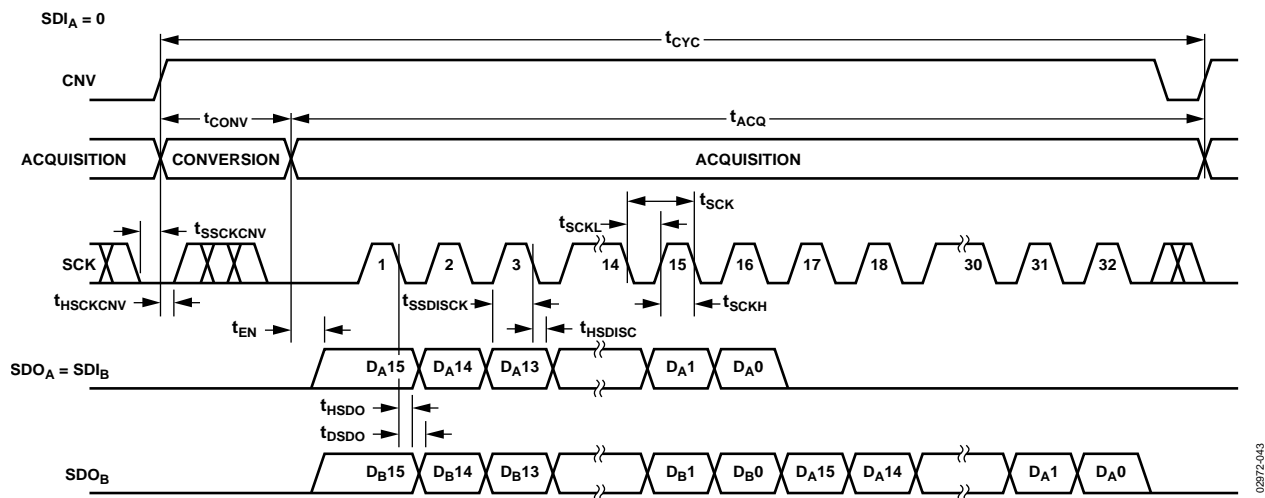 SDIA = 0
tCYC
CNV
tCONV
tACQ
ACQUISITION
CONVERSION
ACQUISITION
tSSCKCNV
tSCKL
tSCK
SCK
1
2
3
14
15
16
17
18
30
31
32
tHSCKCNV
tSSDISCK
tSCKH
tEN
tHSDISC
SDOA = SDIB
DA15
DA14
DA13
DA1
DA0
tHSDO
tDSDO
SDOB
DB15
DB14
DB13
DB1
DB0
DA15
DA14
DA1
DA0
02972-043